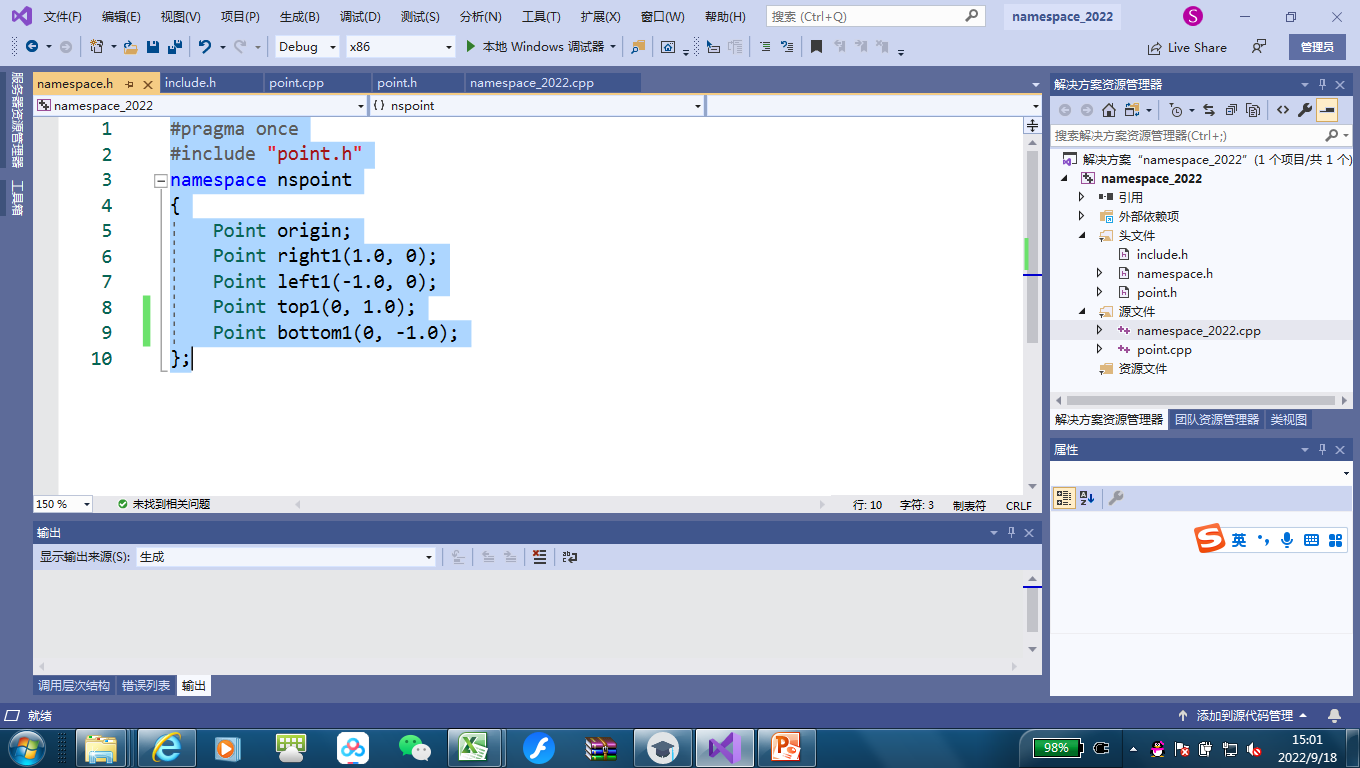 文件(F) 编辑(E) 视图(V) 项目(P) 生成(B) 调试(D) 测试(S) 分析(N) 工具(T) 扩展(X) 窗口(W) 帮助(H) 搜索 (Ctrl+Q) namespace_2022 S
Debug x86 本地 Windows 调试器 Live Share 管理员
服务器资源管理器
工具箱
namespace.h include.h point.cpp point.h namespace_2022.cpp
namespace_2022 { } nspoint
1 #pragma once
2 #include "point.h"
3 namespace nspoint
4 {
5 Point origin;
6 Point right1(1.0, 0);
7 Point left1(-1.0, 0);
8 Point top1(0, 1.0);
9 Point bottom1(0, -1.0);
10 };
150 % 未找到相关问题 行: 10 字符: 3 制表符 CRLF
输出
显示输出来源(S): 生成
调用层次结构 错误列表 输出
解决方案资源管理器
搜索解决方案资源管理器(Ctrl+;)
解决方案“namespace_2022”(1 个项目/共 1 个)
namespace_2022
引用
外部依赖项
头文件
include.h
namespace.h
point.h
源文件
namespace_2022.cpp
point.cpp
资源文件
解决方案资源管理器 团队资源管理器 类视图
属性
S 英
就绪 添加到源代码管理
98% 15:01
2022/9/18